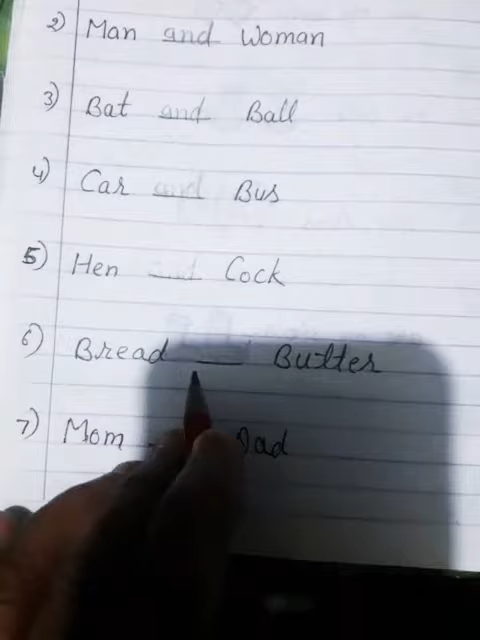 2) Man and Woman
3) Bat and Ball
4) Car and Bus
5) Hen and Cock
6) Bread __ Butter
7) Mom Dad